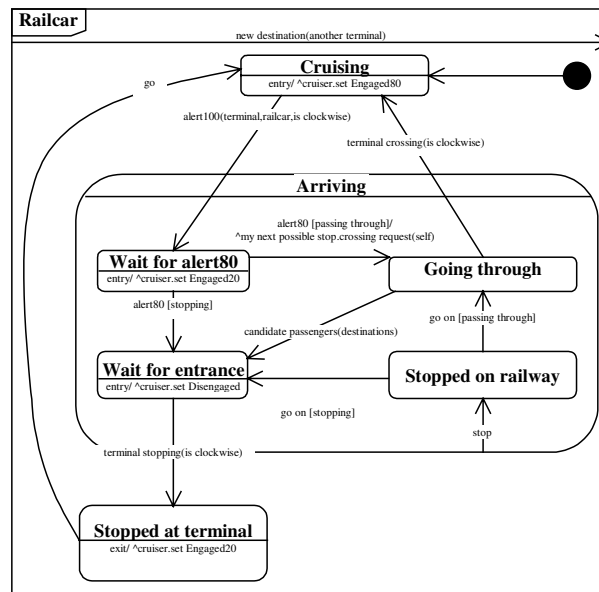 Railcar
new destination(another terminal)
Cruising
entry/ ^cruiser.set Engaged80
go
alert100(terminal,railcar,is clockwise)
terminal crossing(is clockwise)
Arriving
alert80 [passing through]/
^my next possible stop.crossing request(self)
Wait for alert80
entry/ ^cruiser.set Engaged20
Going through
alert80 [stopping]
go on [passing through]
candidate passengers(destinations)
Wait for entrance
entry/ ^cruiser.set Disengaged
Stopped on railway
go on [stopping]
stop
terminal stopping(is clockwise)
Stopped at terminal
exit/ ^cruiser.set Engaged20